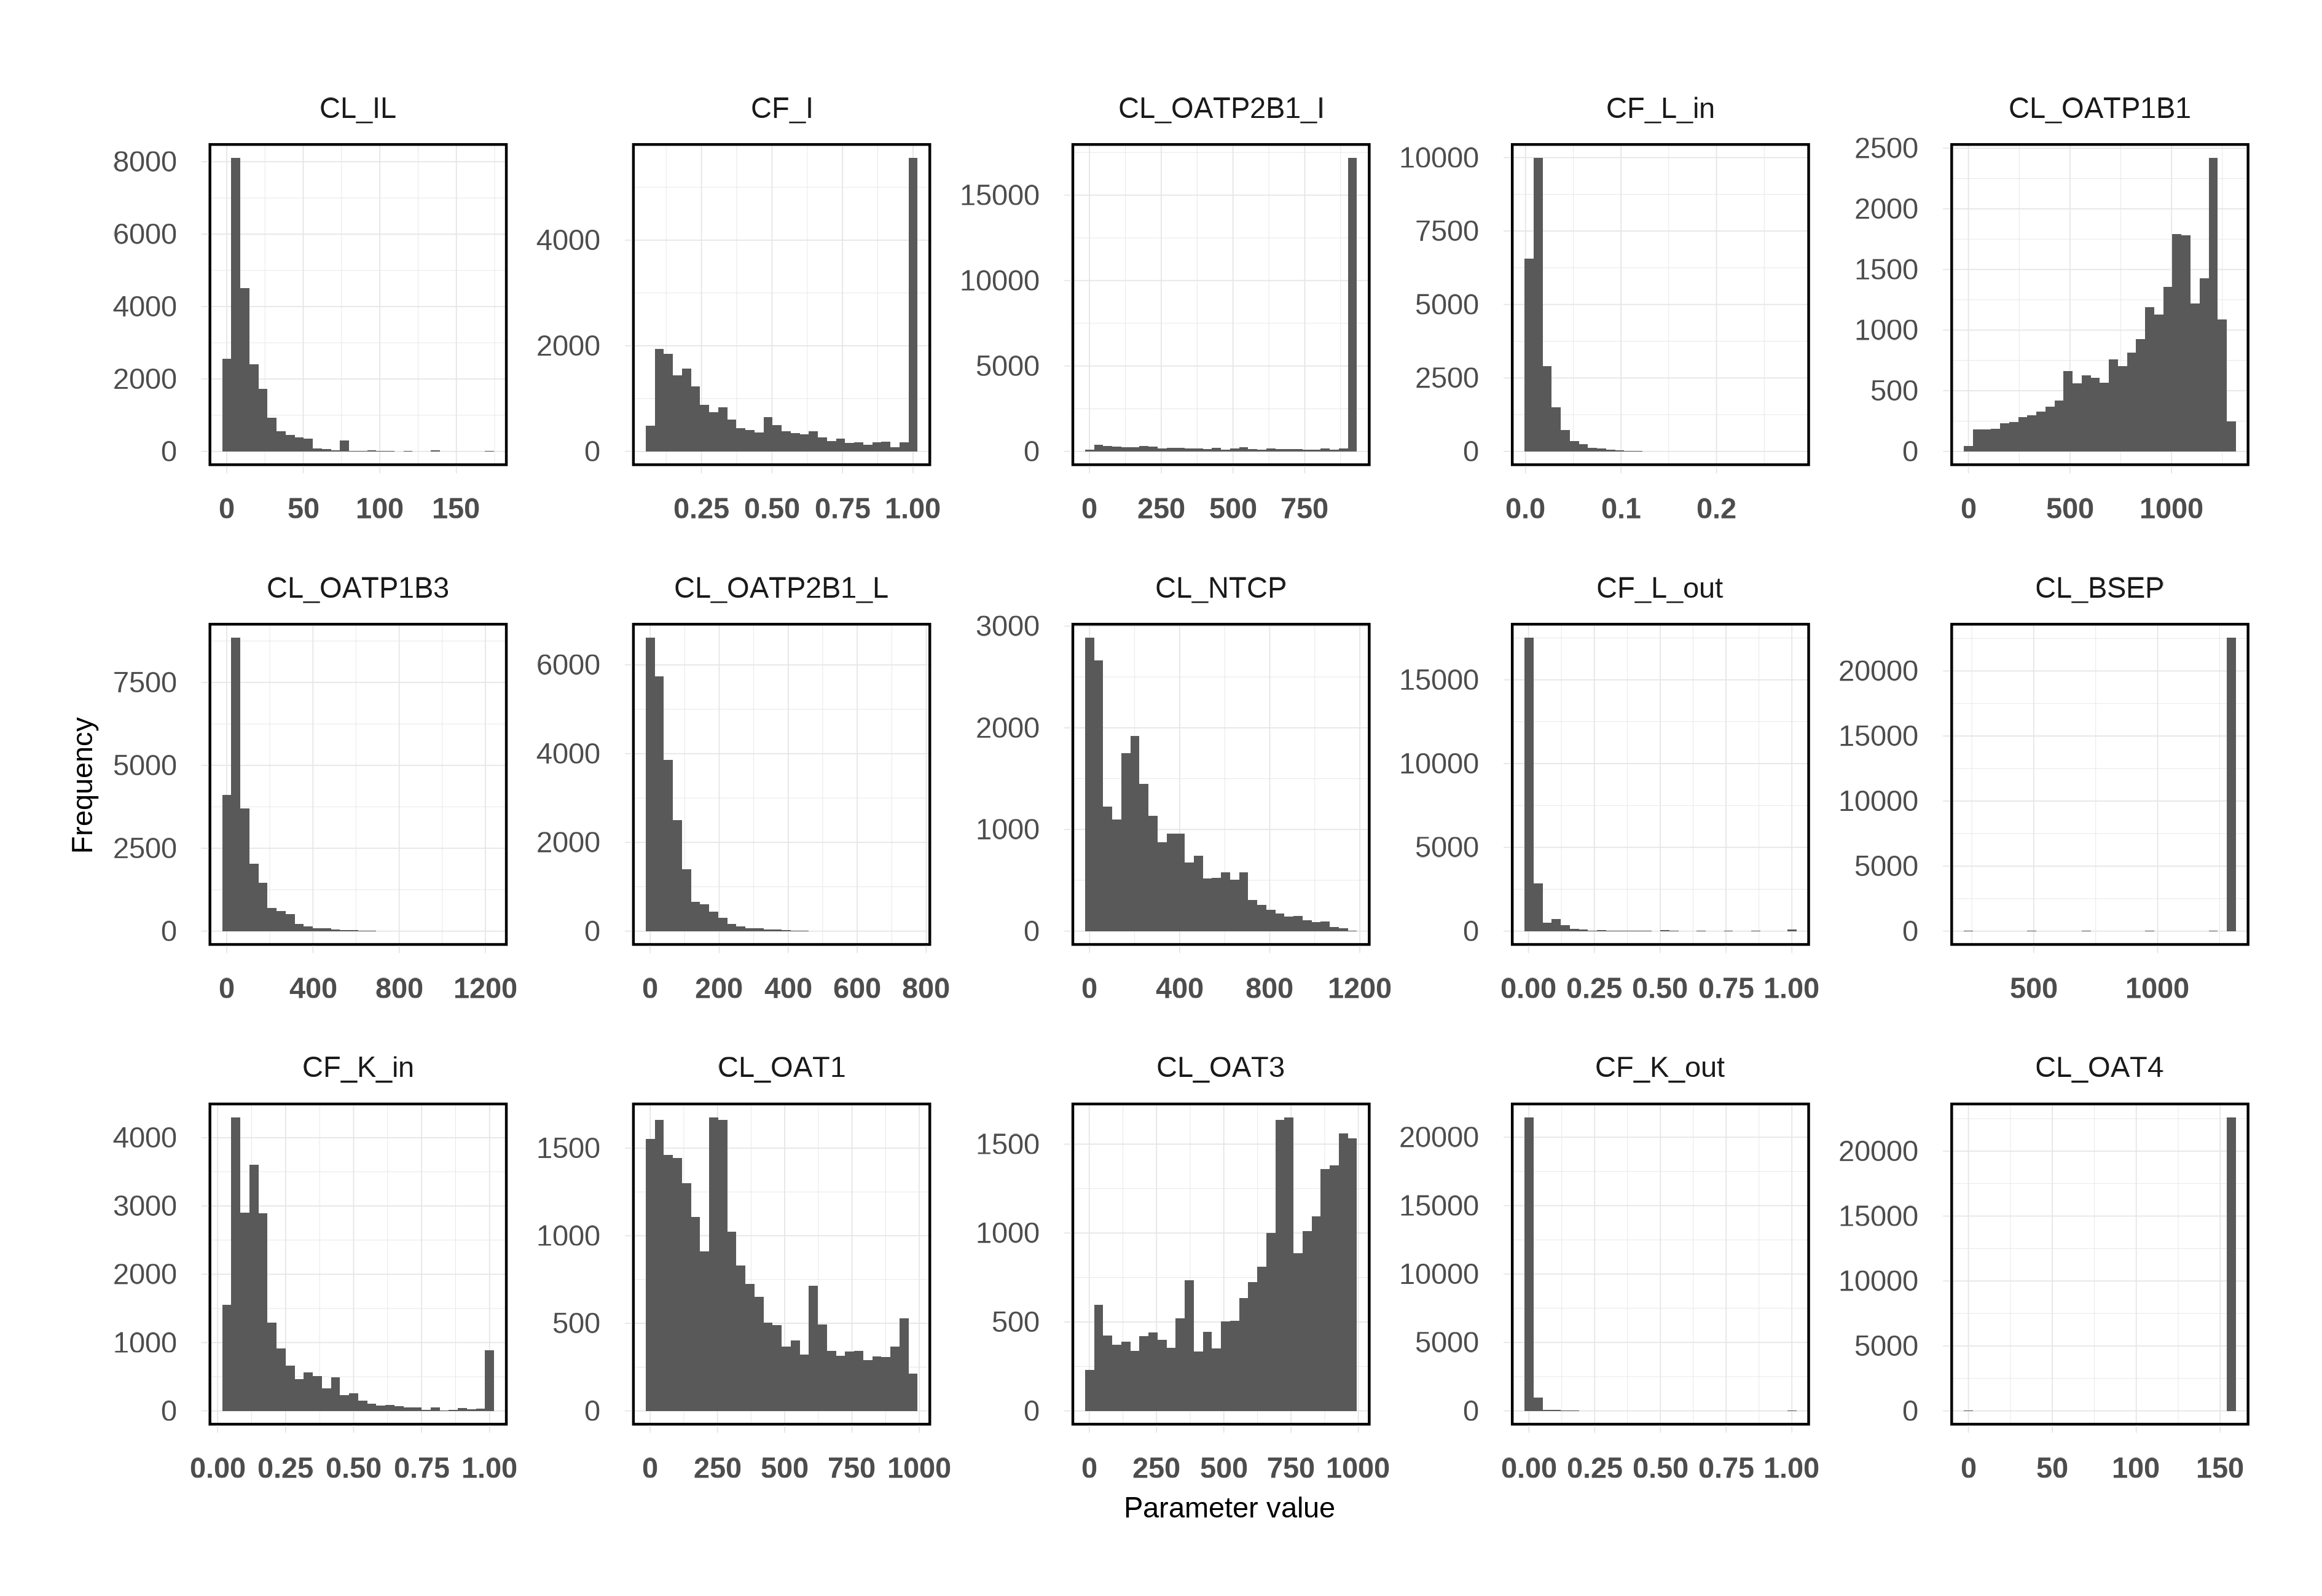 CL_IL CF_I CL_OATP2B1_I CF_L_in CL_OATP1B1
8000 6000 4000 2000 0
4000 2000 0
15000 10000 5000 0
10000 7500 5000 2500 0
2500 2000 1500 1000 500 0
0 50 100 150
0.25 0.50 0.75 1.00
0 250 500 750
0.0 0.1 0.2
0 500 1000
CL_OATP1B3 CL_OATP2B1_L CL_NTCP CF_L_out CL_BSEP
Frequency
7500 5000 2500 0
6000 4000 2000 0
3000 2000 1000 0
15000 10000 5000 0
20000 15000 10000 5000 0
0 400 800 1200
0 200 400 600 800
0 400 800 1200
0.00 0.25 0.50 0.75 1.00
500 1000
CF_K_in CL_OAT1 CL_OAT3 CF_K_out CL_OAT4
4000 3000 2000 1000 0
1500 1000 500 0
1500 1000 500 0
20000 15000 10000 5000 0
20000 15000 10000 5000 0
0.00 0.25 0.50 0.75 1.00
0 250 500 750 1000
0 250 500 750 1000
0.00 0.25 0.50 0.75 1.00
0 50 100 150
Parameter value